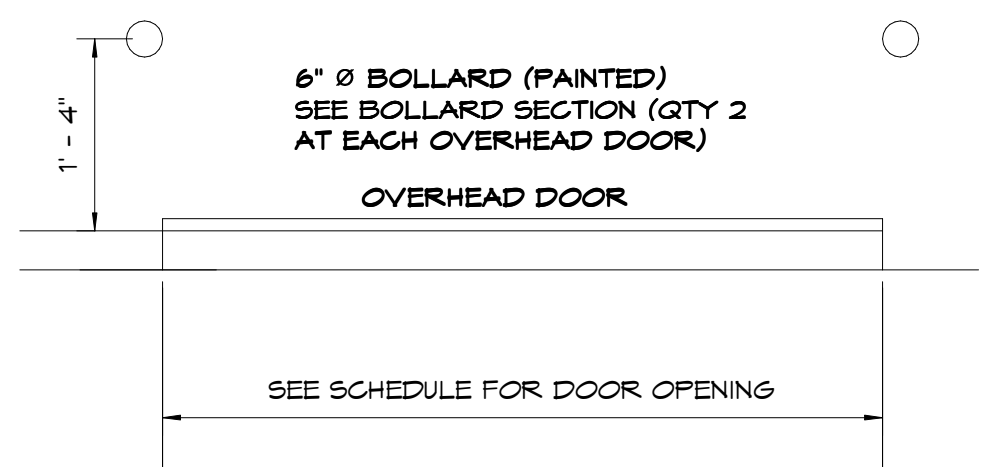 6" Ø BOLLARD (PAINTED)
SEE BOLLARD SECTION (QTY 2
AT EACH OVERHEAD DOOR)
1' - 4"
OVERHEAD DOOR
SEE SCHEDULE FOR DOOR OPENING